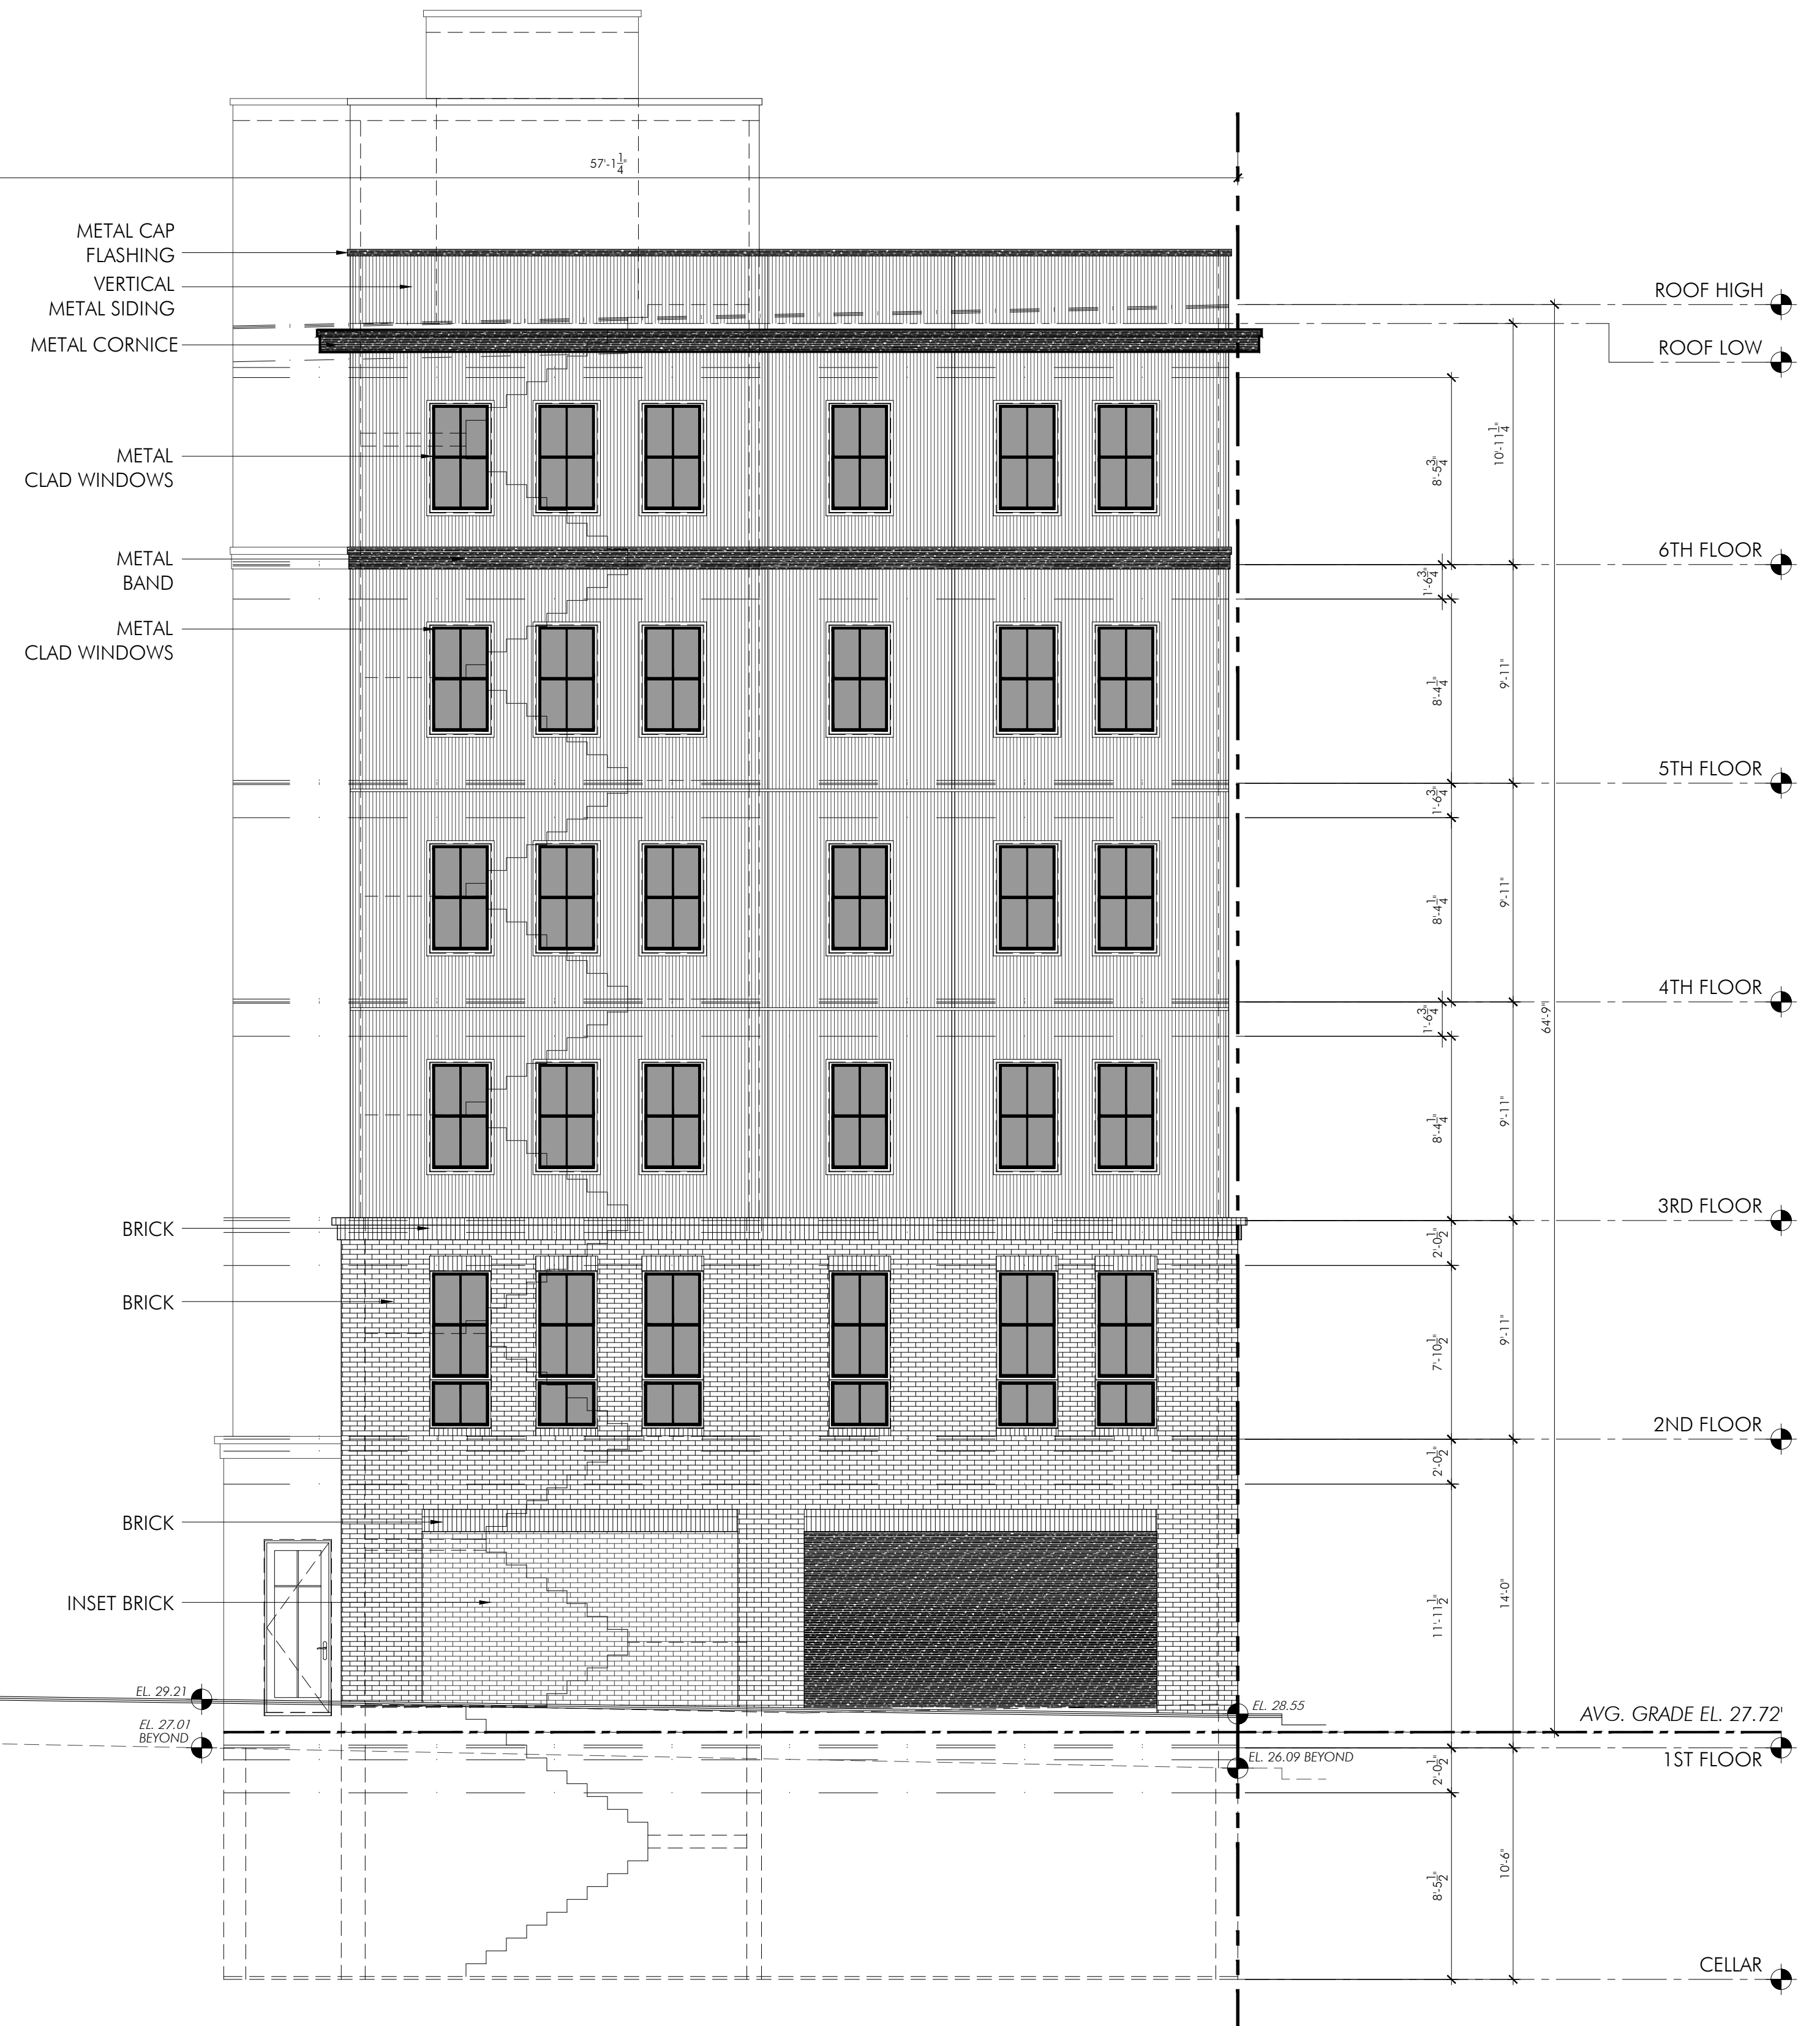 57'-1 1/4"
METAL CAP
FLASHING
VERTICAL
METAL SIDING
METAL CORNICE
METAL
CLAD WINDOWS
METAL
BAND
METAL
CLAD WINDOWS
BRICK
BRICK
BRICK
INSET BRICK
EL. 29.21
EL. 27.01
BEYOND
EL. 28.55
EL. 26.09 BEYOND
8'-5 3/4"
1'-6 3/4"
8'-4 1/4"
1'-6 3/4"
8'-4 1/4"
1'-6 3/4"
8'-4 1/4"
2'-0 1/2"
7'-10 1/2"
2'-0 1/2"
11'-11 1/2"
2'-0 1/2"
8'-5 1/2"
10'-11 1/4"
9'-11"
9'-11"
9'-11"
9'-11"
14'-0"
10'-6"
64'-9"
ROOF HIGH
ROOF LOW
6TH FLOOR
5TH FLOOR
4TH FLOOR
3RD FLOOR
2ND FLOOR
AVG. GRADE EL. 27.72'
1ST FLOOR
CELLAR